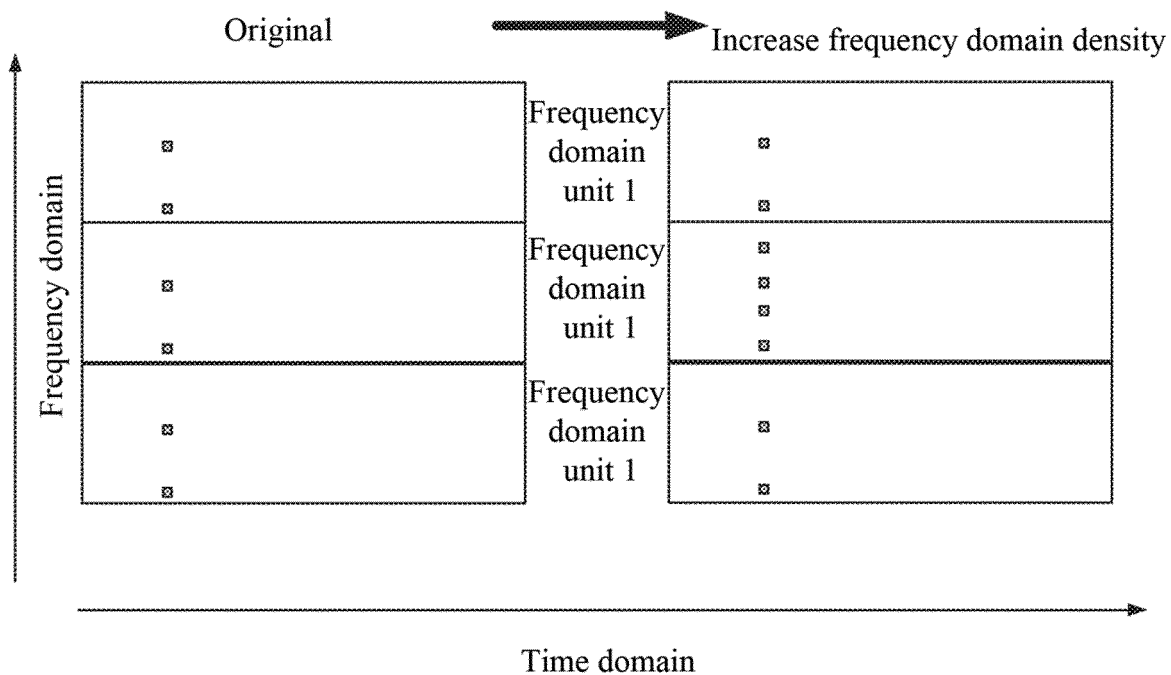 Original
Increase frequency domain density
Frequency domain
Frequency
domain
unit 1
Frequency
domain
unit 1
Frequency
domain
unit 1
Time domain